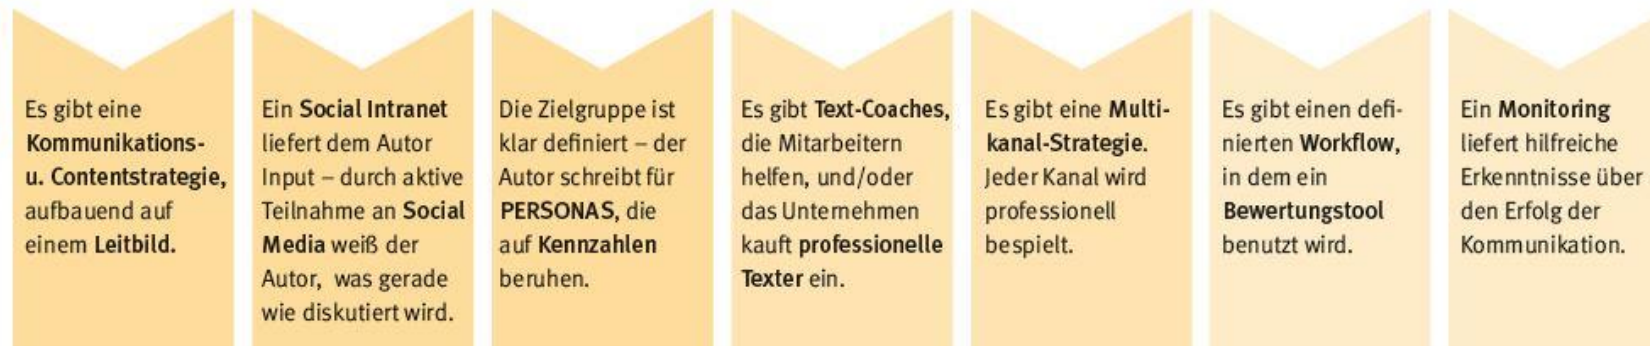 Es gibt eine
Kommunikations-
u. Contentstrategie,
aufbauend auf
einem Leitbild.
Ein Social Intranet
liefert dem Autor
Input – durch aktive
Teilnahme an Social
Media weiß der
Autor, was gerade
wie diskutiert wird.
Die Zielgruppe ist
klar definiert – der
Autor schreibt für
PERSONAS, die
auf Kennzahlen
beruhen.
Es gibt Text-Coaches,
die Mitarbeitern
helfen, und/oder
das Unternehmen
kauft professionelle
Texter ein.
Es gibt eine Multi-
kanal-Strategie.
Jeder Kanal wird
professionell
bespielt.
Es gibt einen defi-
nierten Workflow,
in dem ein
Bewertungstool
benutzt wird.
Ein Monitoring
liefert hilfreiche
Erkenntnisse über
den Erfolg der
Kommunikation.